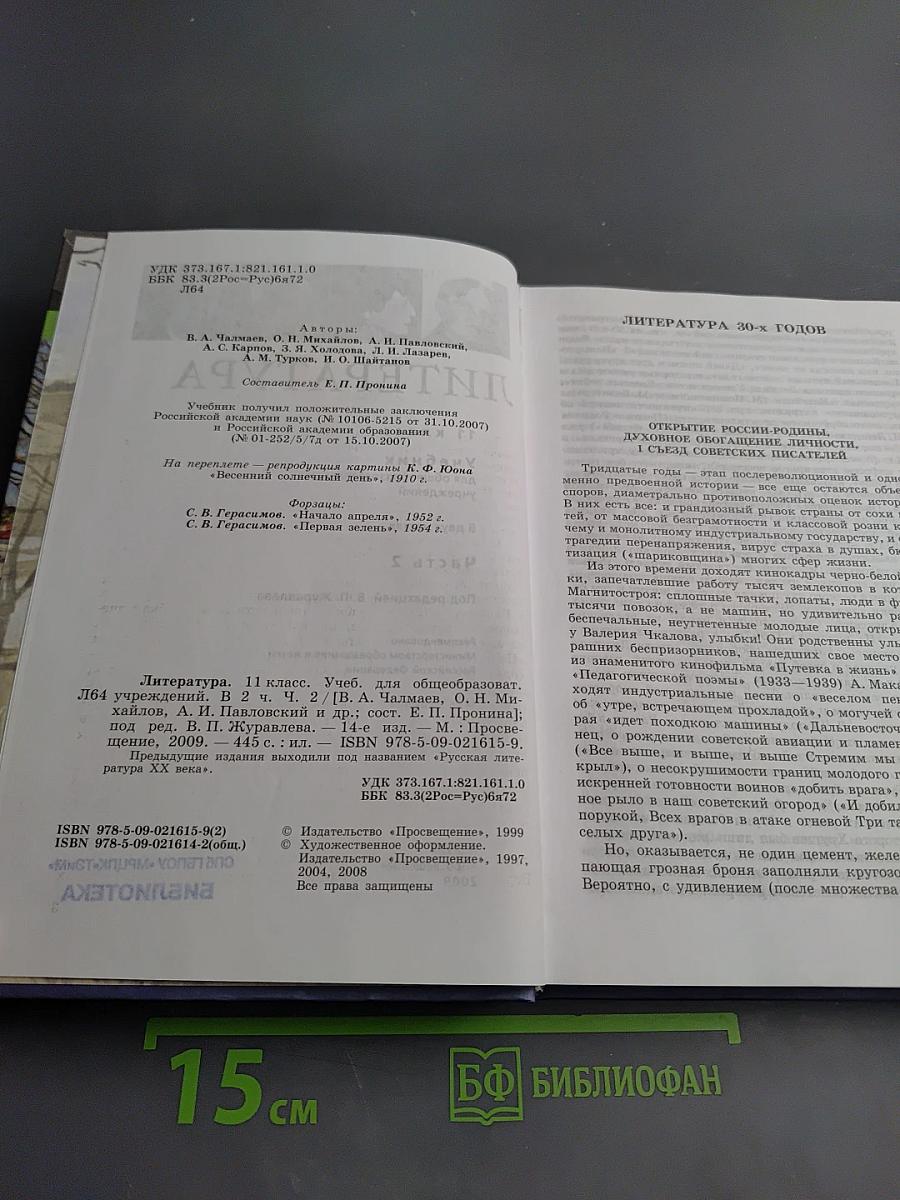 УДК 373.167.1:821.161.1.0
ББК 83.3(2Рос=Рус)6я72
Л64
Авторы:
В. А. Чалмаев, О. Н. Михайлов, А. И. Павловский,
А. С. Карпов, З. Я. Холодова, Л. И. Лазарев,
А. М. Турков, И. О. Шайтанов
Составитель Е. П. Пронина
Учебник получил положительные заключения
Российской академии наук (№ 10106-5215 от 31.10.2007)
и Российской академии образования
(№ 01-252/5/7д от 15.10.2007)
На переплете — репродукция картины К. Ф. Юона
«Весенний солнечный день», 1910 г.
Форзацы:
С. В. Герасимов. «Начало апреля», 1952 г.
С. В. Герасимов. «Первая зелень», 1954 г.
Литература. 11 класс. Учеб. для общеобразоват.
Л64 учреждений. В 2 ч. Ч. 2 / [В. А. Чалмаев, О. Н. Ми-
хайлов, А. И. Павловский и др.; сост. Е. П. Пронина];
под ред. В. П. Журавлева. — 14-е изд. — М. : Просве-
щение, 2009. — 445 с. : ил. — ISBN 978-5-09-021615-9.
Предыдущие издания выходили под названием «Русская лите-
ратура XX века».
УДК 373.167.1:821.161.1.0
ББК 83.3(2Рос=Рус)6я72
ISBN 978-5-09-021615-9(2)
ISBN 978-5-09-021614-2(общ.)
© Издательство «Просвещение», 1999
© Художественное оформление.
Издательство «Просвещение», 1997,
2004, 2008
Все права защищены
БИБЛИОТЕКА
ЛИТЕРАТУРА 30-х ГОДОВ
ОТКРЫТИЕ РОССИИ-РОДИНЫ,
ДУХОВНОЕ ОБОГАЩЕНИЕ ЛИЧНОСТИ,
I СЪЕЗД СОВЕТСКИХ ПИСАТЕЛЕЙ
Тридцатые годы — этап послереволюционной и одно
менно предвоенной истории — все еще остаются объе
споров, диаметрально противоположных оценок истор
В них есть все: и грандиозный рывок страны от сохи
тей, от массовой безграмотности и классовой розни к
чему и монолитному индустриальному государству, и
трагедии перенапряжения, вирус страха в душах, бю
тизация («шариковщина») многих сфер жизни.
Из этого времени доходят кинокадры черно-белой
ки, запечатлевшие работу тысяч землекопов в кот
Магнитостроя: сплошные тачки, лопаты, люди в ф
тысячи повозок, а не машин, но удивительно ра
беспечальные, неугнетенные молодые лица, откры
у Валерия Чкалова, улыбки! Они родственны улы
рашних беспризорников, нашедших свое место
из знаменитого кинофильма «Путевка в жизнь»
«Педагогической поэмы» (1933—1939) А. Мака
ходят индустриальные песни о «веселом пен
об «утре, встречающем прохладой», о могучей с
рая «идет походкою машины» («Дальневосточ
нец, о рождении советской авиации и пламен
(«Все выше, и выше, и выше Стремим мы
крыл»), о несокрушимости границ молодого г
искренней готовности воинов «добить врага»,
ное рыло в наш советский огород» («И добил
порукой, Всех врагов в атаке огневой Три та
селых друга»).
Но, оказывается, не один цемент, желе
пающая грозная броня заполняли кругозо
Вероятно, с удивлением (после множества
15 см
БФ БИБЛИОФАН